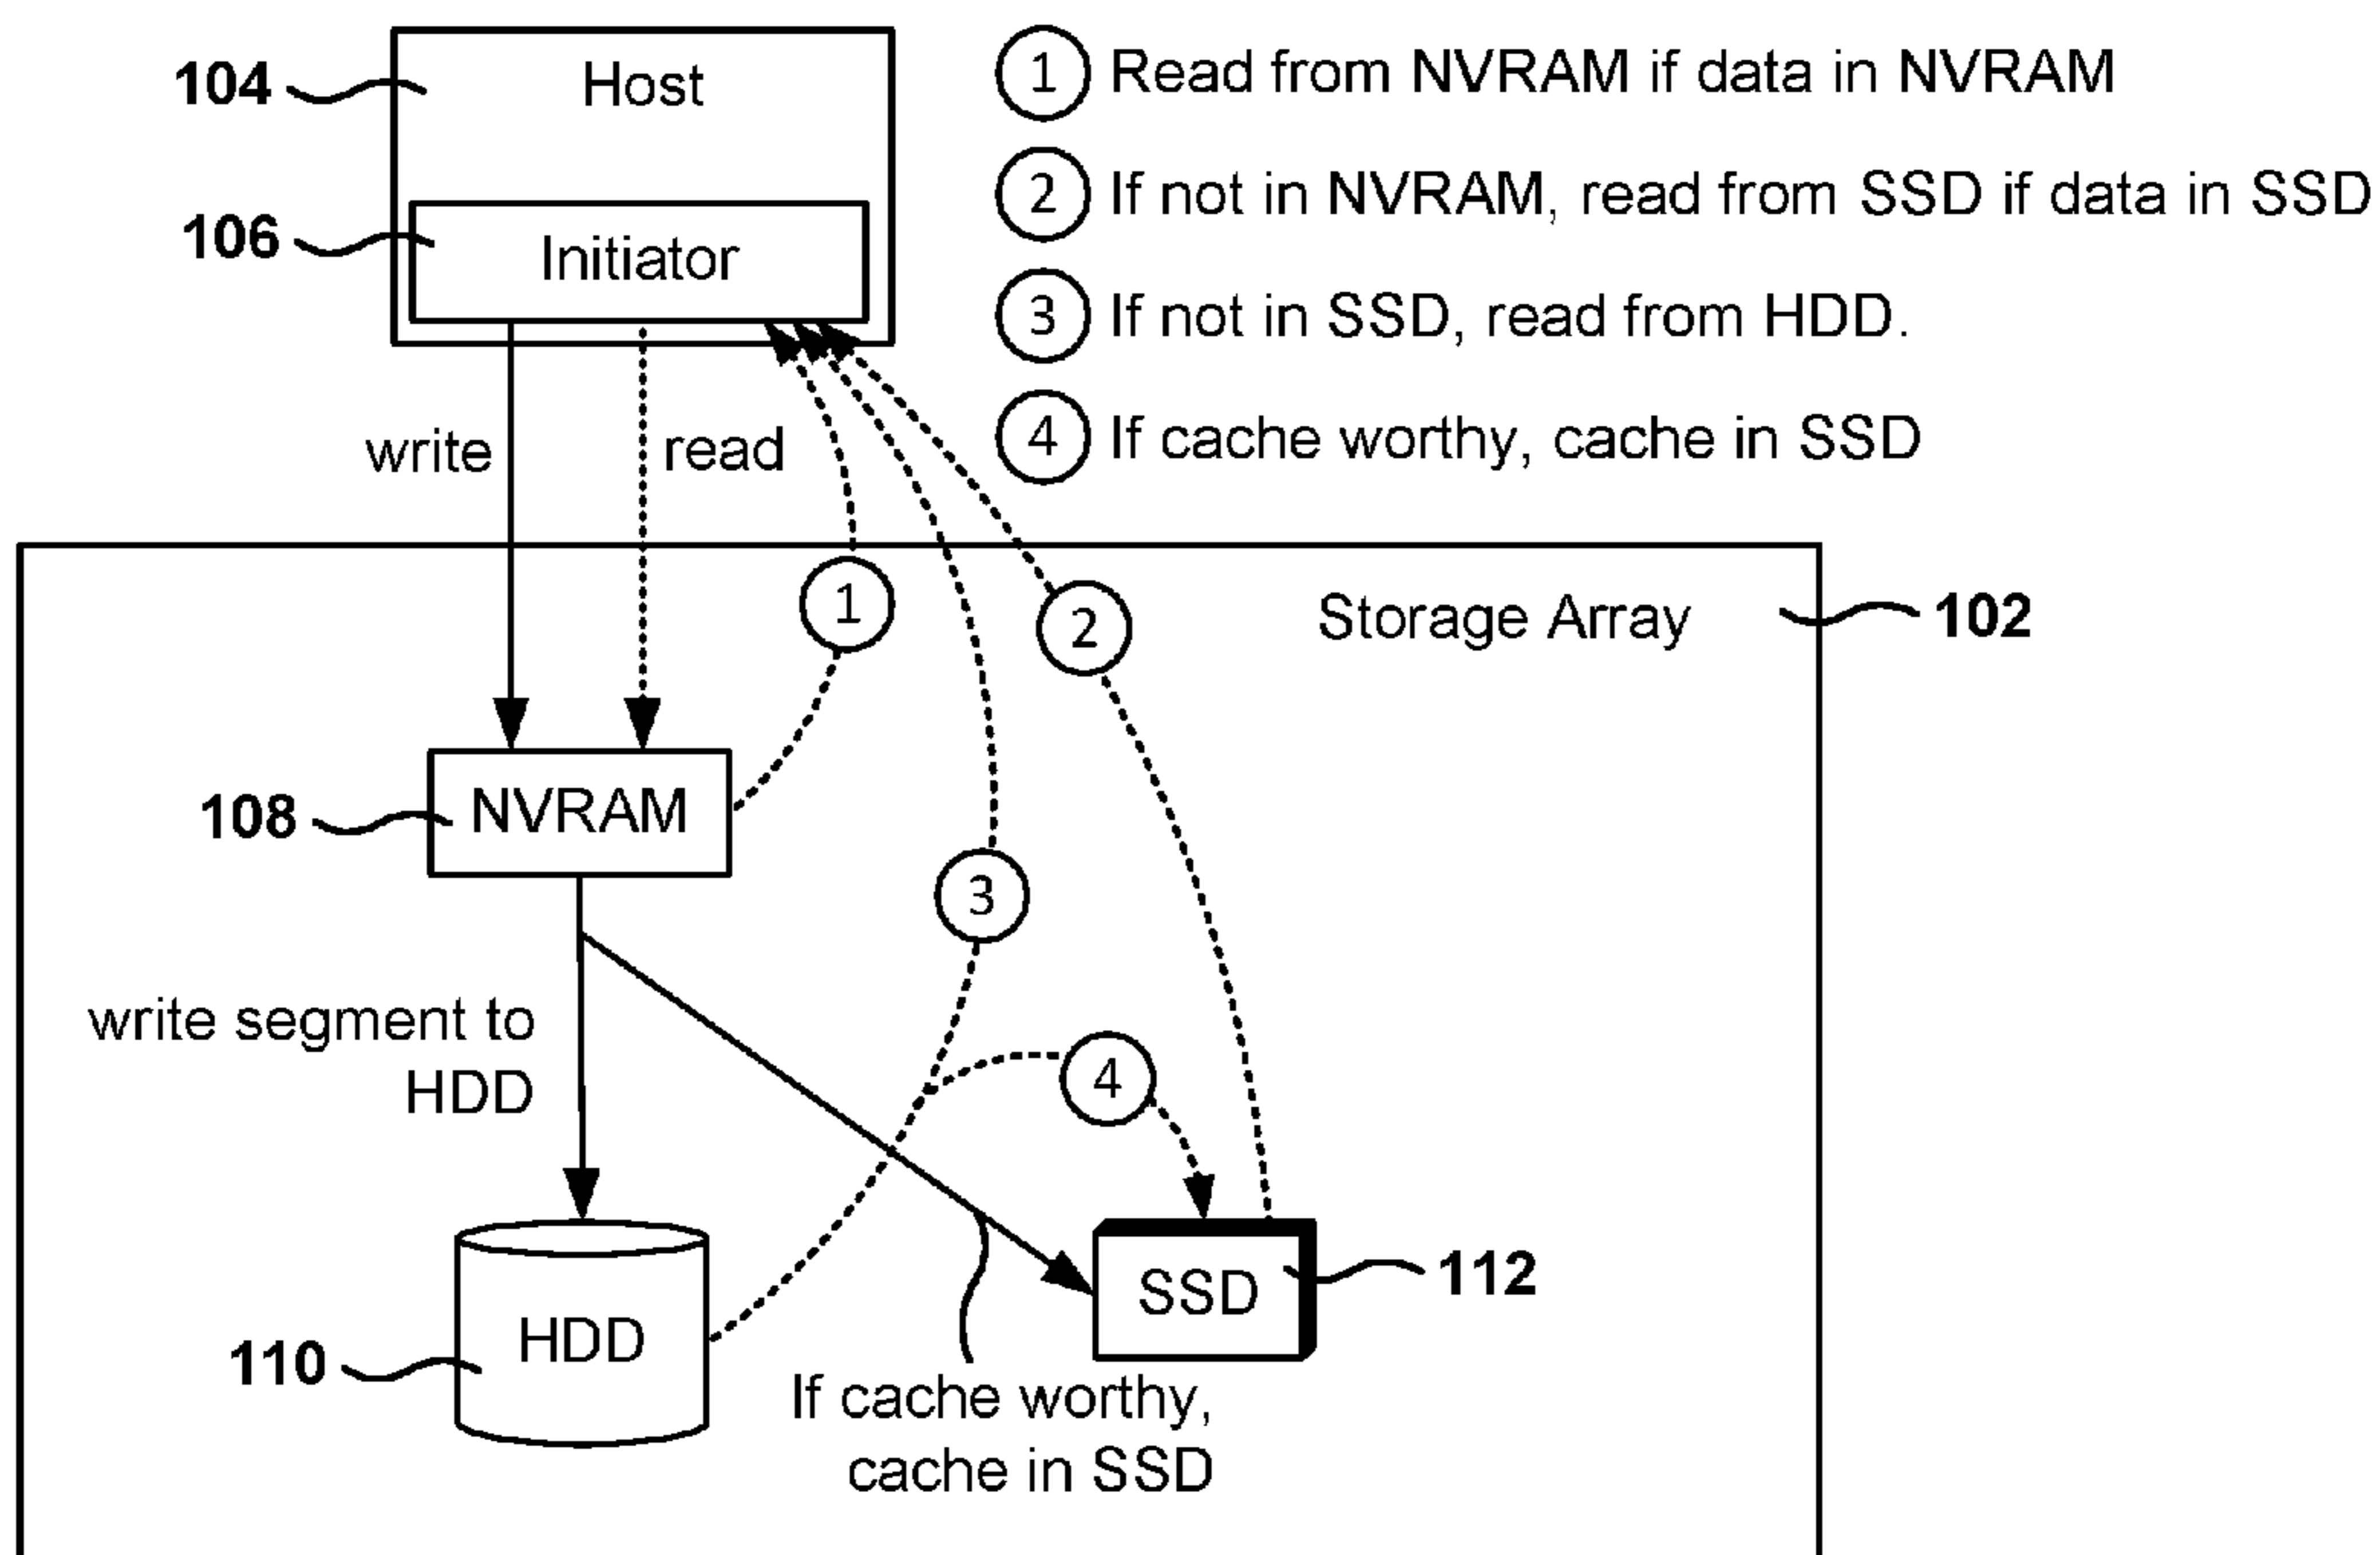 104
Host
106
Initiator
① Read from NVRAM if data in NVRAM
② If not in NVRAM, read from SSD if data in SSD
③ If not in SSD, read from HDD.
④ If cache worthy, cache in SSD
write
read
1
2
Storage Array
102
108
NVRAM
3
write segment to
HDD
4
110
HDD
SSD
112
If cache worthy,
cache in SSD